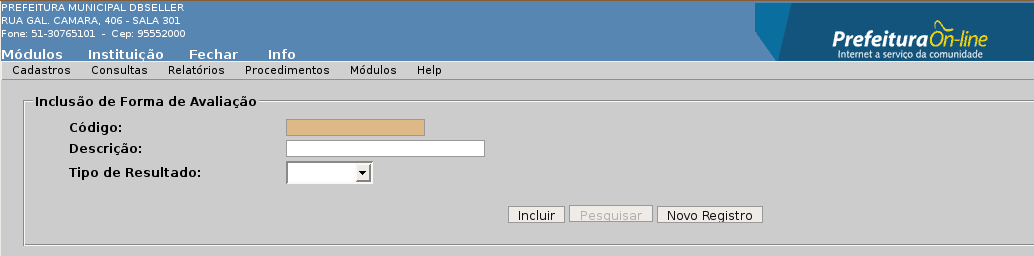 PREFEITURA MUNICIPAL DBSELLER
RUA GAL. CAMARA, 406 - SALA 301
Fone: 51-30765101 - Cep: 95552000
Módulos Instituição Fechar Info
Prefeitura On-line
Internet a serviço da comunidade
Cadastros Consultas Relatórios Procedimentos Módulos Help
Inclusão de Forma de Avaliação
Código:
Descrição:
Tipo de Resultado:
Incluir Pesquisar Novo Registro